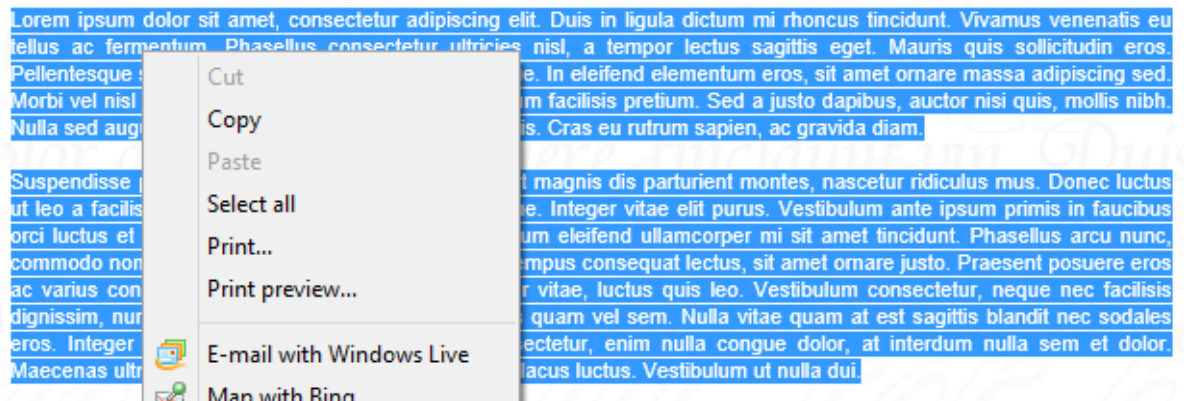 Lorem ipsum dolor sit amet, consectetur adipiscing elit. Duis in ligula dictum mi rhoncus tincidunt. Vivamus venenatis eu
tellus ac fermentum. Phasellus consectetur ultricies nisl, a tempor lectus sagittis eget. Mauris quis sollicitudin eros.
Pellentesque e. In eleifend elementum eros, sit amet ornare massa adipiscing sed.
Morbi vel nisl m facilisis pretium. Sed a justo dapibus, auctor nisi quis, mollis nibh.
Nulla sed aug is. Cras eu rutrum sapien, ac gravida diam.
Suspendisse t magnis dis parturient montes, nascetur ridiculus mus. Donec luctus
ut leo a facilis e. Integer vitae elit purus. Vestibulum ante ipsum primis in faucibus
orci luctus et um eleifend ullamcorper mi sit amet tincidunt. Phasellus arcu nunc,
commodo non mpus consequat lectus, sit amet ornare justo. Praesent posuere eros
ac varius con r vitae, luctus quis leo. Vestibulum consectetur, neque nec facilisis
dignissim, nur quam vel sem. Nulla vitae quam at est sagittis blandit nec sodales
eros. Integer ectetur, enim nulla congue dolor, at interdum nulla sem et dolor.
Maecenas ultr lacus luctus. Vestibulum ut nulla dui.
Cut
Copy
Paste
Select all
Print...
Print preview...
E-mail with Windows Live
Map with Bing